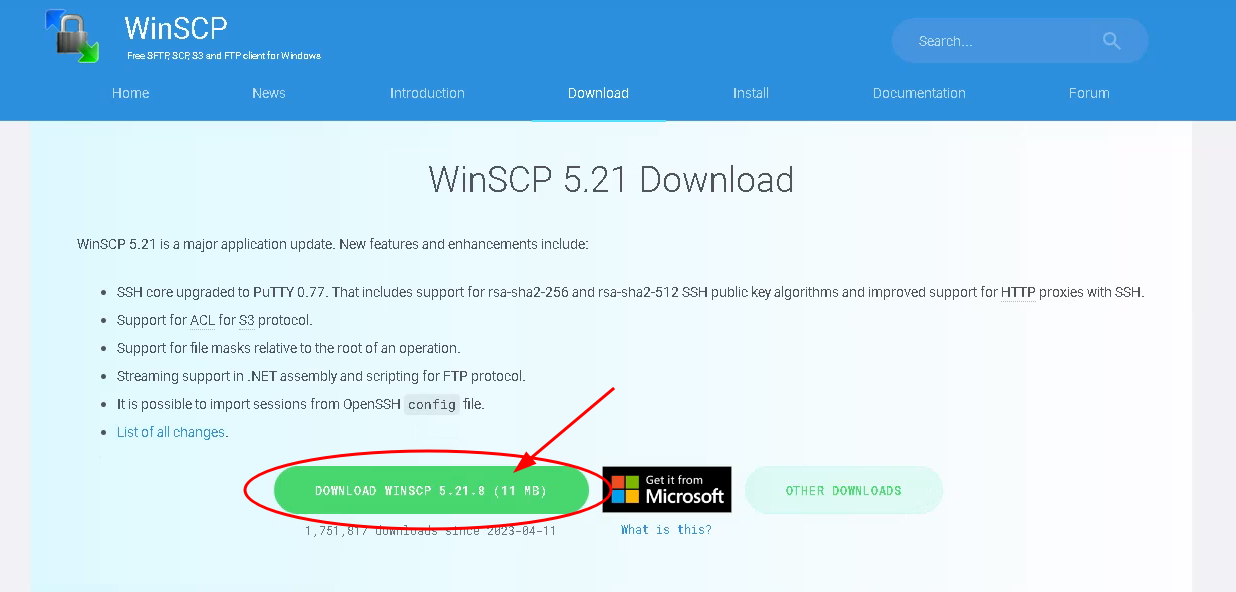 WinSCP
Free SFTP, SCP, S3 and FTP client for Windows
Search...
Home News Introduction Download Install Documentation Forum
WinSCP 5.21 Download
WinSCP 5.21 is a major application update. New features and enhancements include:
SSH core upgraded to PuTTY 0.77. That includes support for rsa-sha2-256 and rsa-sha2-512 SSH public key algorithms and improved support for HTTP proxies with SSH.
Support for ACL for S3 protocol.
Support for file masks relative to the root of an operation.
Streaming support in .NET assembly and scripting for FTP protocol.
It is possible to import sessions from OpenSSH config file.
List of all changes.
DOWNLOAD WINSCP 5.21.8 (11 MB)
Get it from
Microsoft
OTHER DOWNLOADS
1,751,817 downloads since 2023-04-11
What is this?